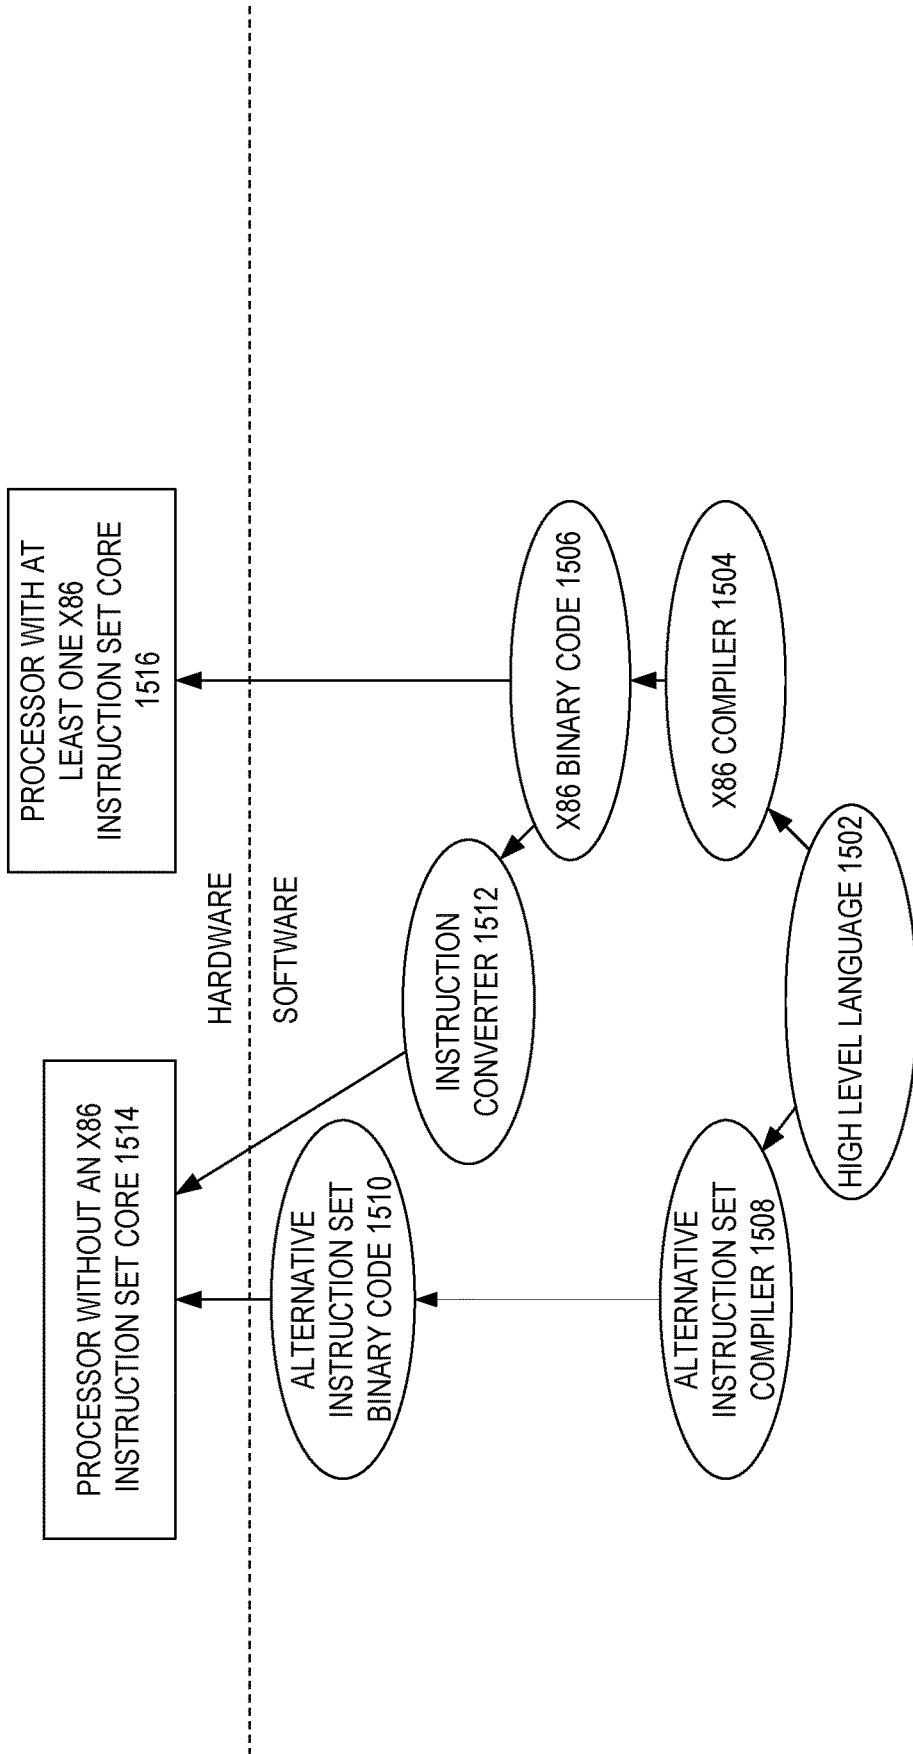 PROCESSOR WITHOUT AN X86
INSTRUCTION SET CORE 1514
PROCESSOR WITH AT
LEAST ONE X86
INSTRUCTION SET CORE
1516
HARDWARE
SOFTWARE
ALTERNATIVE
INSTRUCTION SET
BINARY CODE 1510
INSTRUCTION
CONVERTER 1512
X86 BINARY CODE 1506
ALTERNATIVE
INSTRUCTION SET
COMPILER 1508
X86 COMPILER 1504
HIGH LEVEL LANGUAGE 1502